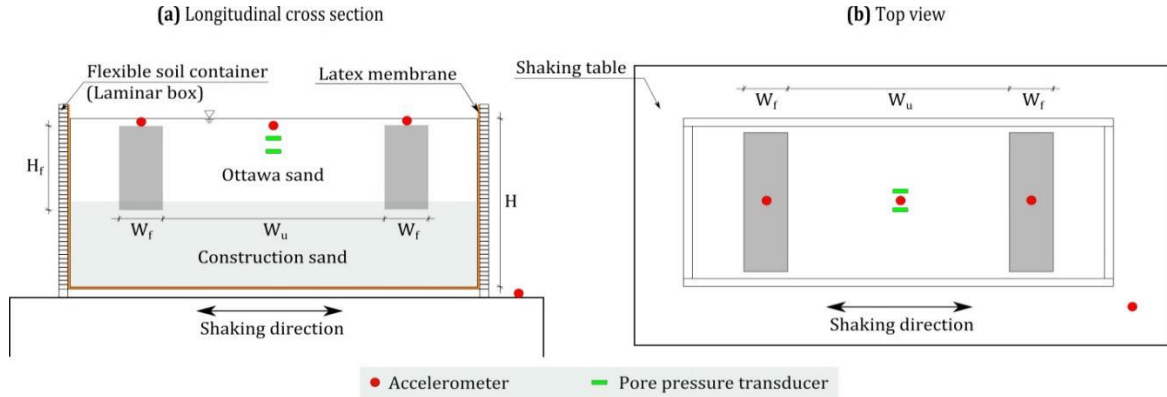 (a) Longitudinal cross section
Flexible soil container
(Laminar box)
Latex membrane
H_f
Ottawa sand
H
W_f
W_u
W_f
Construction sand
Shaking direction
(b) Top view
Shaking table
W_f
W_u
W_f
Shaking direction
Accelerometer
Pore pressure transducer